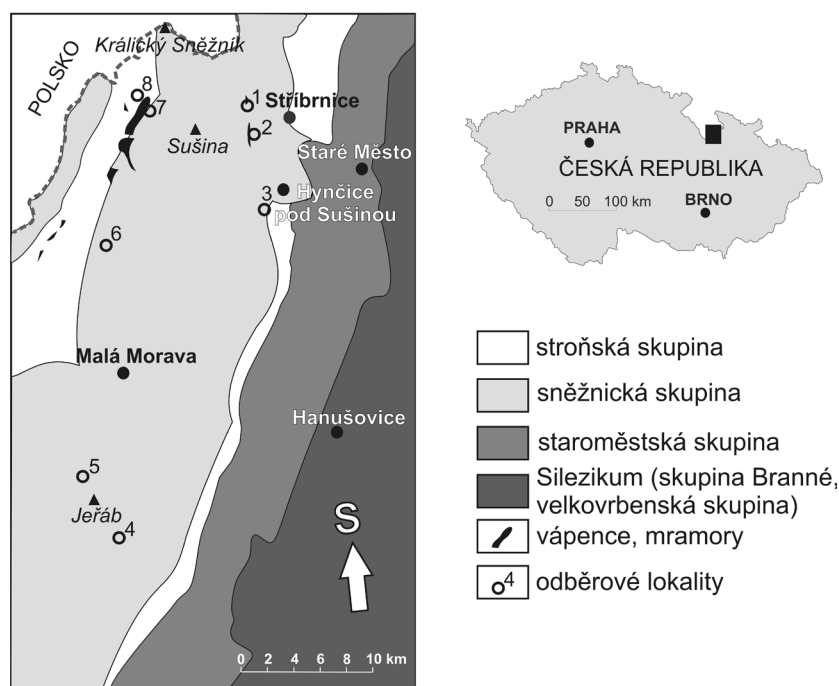 Králický Sněžník
POLSKO
8
7
1
Stříbrnice
2
Sušina
Staré Město
3
Hynčice
pod Sušinou
6
Malá Morava
Hanušovice
5
Jeřáb
4
S
0 2 4 6 8 10 km
PRAHA
ČESKÁ REPUBLIKA
0 50 100 km
BRNO
stroňská skupina
sněžnická skupina
staroměstská skupina
Silezikum (skupina Branné,
velkovrbenská skupina)
vápence, mramory
4
odběrové lokality